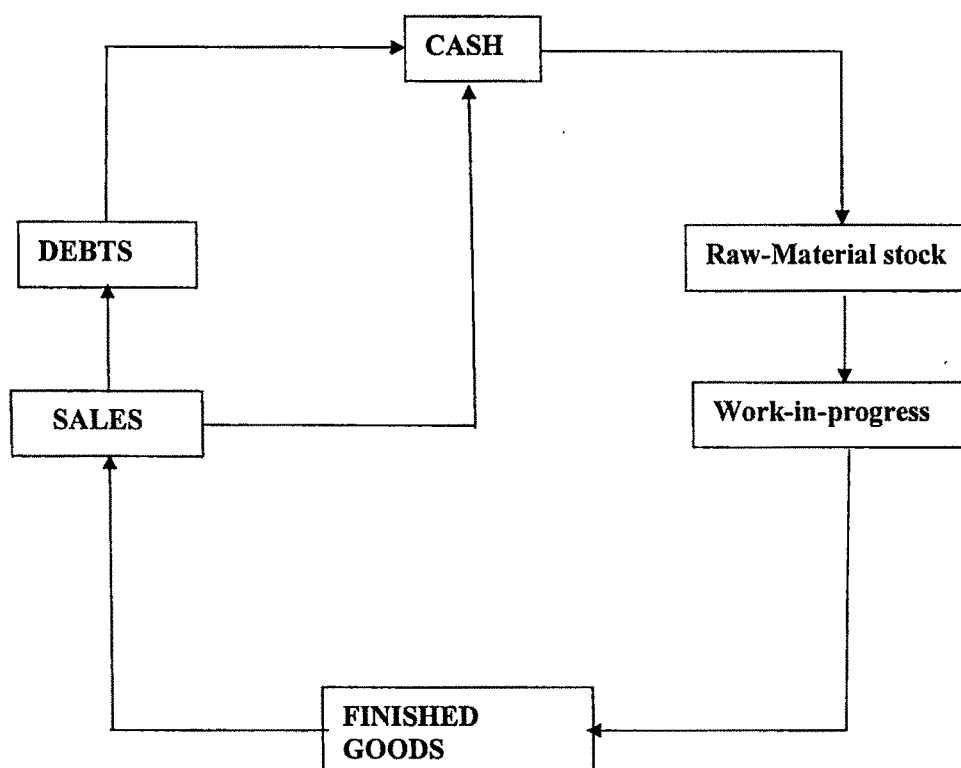 CASH
DEBTS
Raw-Material stock
SALES
Work-in-progress
FINISHED
GOODS